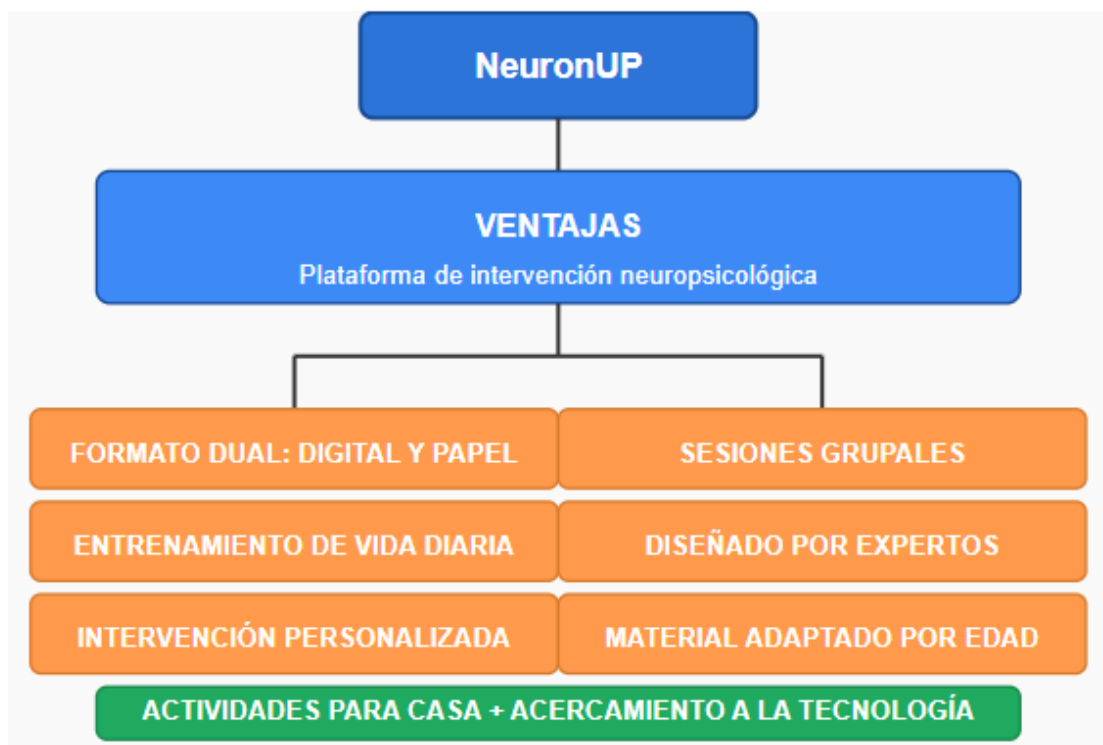 NeuronUP
VENTAJAS
Plataforma de intervención neuropsicológica
FORMATO DUAL: DIGITAL Y PAPEL
SESIONES GRUPALES
ENTRENAMIENTO DE VIDA DIARIA
DISEÑADO POR EXPERTOS
INTERVENCIÓN PERSONALIZADA
MATERIAL ADAPTADO POR EDAD
ACTIVIDADES PARA CASA + ACERCAMIENTO A LA TECNOLOGÍA